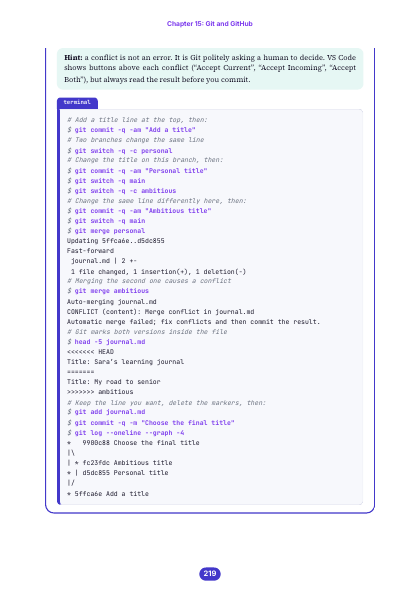 Chapter 15: Git and GitHub
Hint: a conflict is not an error. It is Git politely asking a human to decide. VS Code
shows buttons above each conflict (“Accept Current”, “Accept Incoming”, “Accept
Both”), but always read the result before you commit.
terminal
# Add a title line at the top, then:
$ git commit -q -am "Add a title"
# Two branches change the same line
$ git switch -q -c personal
# Change the title on this branch, then:
$ git commit -q -am "Personal title"
$ git switch -q main
$ git switch -q -c ambitious
# Change the same line differently here, then:
$ git commit -q -am "Ambitious title"
$ git switch -q main
$ git merge personal
Updating 5ffca6e..d5dc855
Fast-forward
 journal.md | 2 +-
 1 file changed, 1 insertion(+), 1 deletion(-)
# Merging the second one causes a conflict
$ git merge ambitious
Auto-merging journal.md
CONFLICT (content): Merge conflict in journal.md
Automatic merge failed; fix conflicts and then commit the result.
# Git marks both versions inside the file
$ head -5 journal.md
<<<<<<< HEAD
Title: Sara's learning journal
=======
Title: My road to senior
>>>>>>> ambitious
# Keep the line you want, delete the markers, then:
$ git add journal.md
$ git commit -q -m "Choose the final title"
$ git log --oneline --graph -4
*   9900c88 Choose the final title
|\
| * fc23fdc Ambitious title
* | d5dc855 Personal title
|/
* 5ffca6e Add a title
219